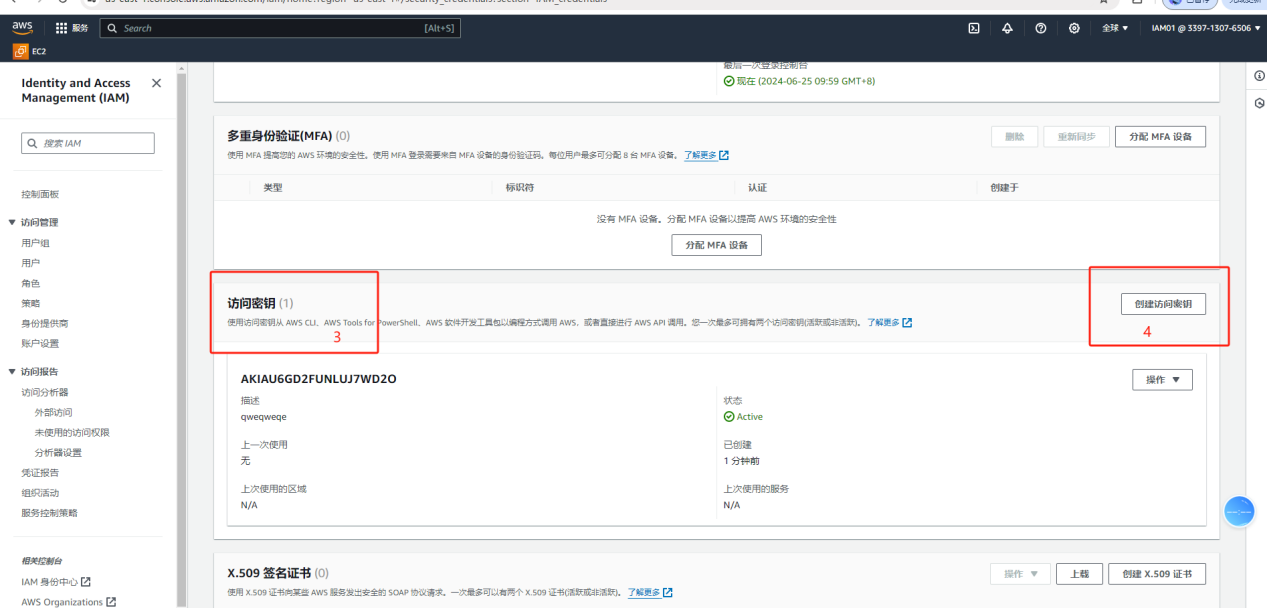 aws
服务
Search
[Alt+S]
全球 ▼
IAM01 @ 3397-1307-6506 ▼
EC2
Identity and Access
Management (IAM)
搜索 IAM
控制面板
访问管理
用户组
用户
角色
策略
身份提供商
账户设置
访问报告
访问分析器
外部访问
未使用的访问权限
分析器设置
凭证报告
组织活动
服务控制策略
相关控制台
IAM 身份中心
AWS Organizations
最后一次登录控制台
现在 (2024-06-25 09:59 GMT+8)
多重身份验证(MFA) (0)
删除
重新同步
分配 MFA 设备
使用 MFA 提高您的 AWS 环境的安全性。使用 MFA 登录需要来自 MFA 设备的身份验证码。每位用户最多可分配 8 台 MFA 设备。 了解更多
类型
标识符
认证
创建于
没有 MFA 设备。分配 MFA 设备以提高 AWS 环境的安全性
分配 MFA 设备
访问密钥 (1)
创建访问密钥
使用访问密钥从 AWS CLI、AWS Tools for PowerShell、AWS 软件开发工具包以编程方式调用 AWS，或者直接进行 AWS API 调用。您一次最多可拥有两个访问密钥(活跃或非活跃)。 了解更多
3
4
AKIAU6GD2FUNLUJ7WD2O
操作 ▼
描述
qweqweqe
状态
Active
上一次使用
无
已创建
1 分钟前
上次使用的区域
N/A
上次使用的服务
N/A
X.509 签名证书 (0)
操作 ▼
上载
创建 X.509 证书
使用 X.509 证书向某些 AWS 服务发出安全的 SOAP 协议请求。一次最多可以有两个 X.509 证书(活跃或非活跃)。 了解更多